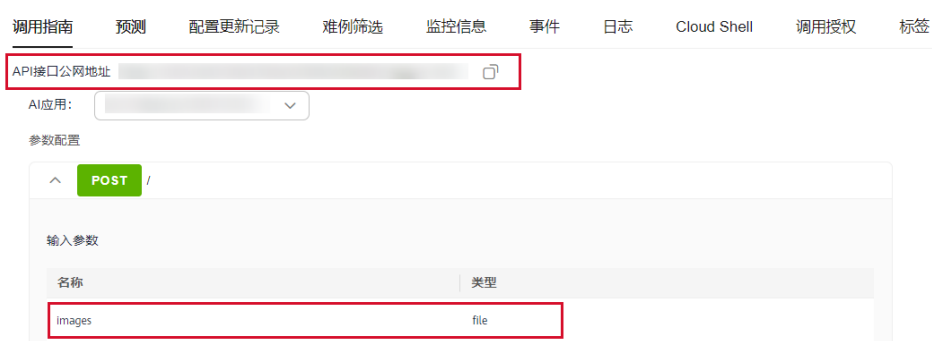 调用指南 预测 配置更新记录 难例筛选 监控信息 事件 日志 Cloud Shell 调用授权 标签
API接口公网地址
AI应用：
参数配置
POST /
输入参数
名称 类型
images file